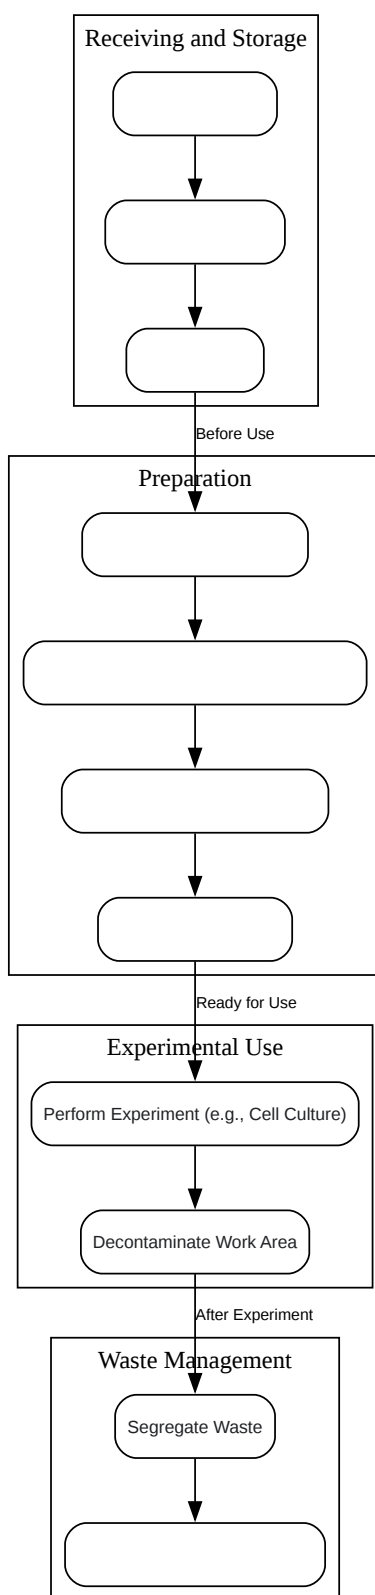 Receiving and Storage
Before Use
Preparation
Ready for Use
Experimental Use
Perform Experiment (e.g., Cell Culture)
Decontaminate Work Area
After Experiment
Waste Management
Segregate Waste